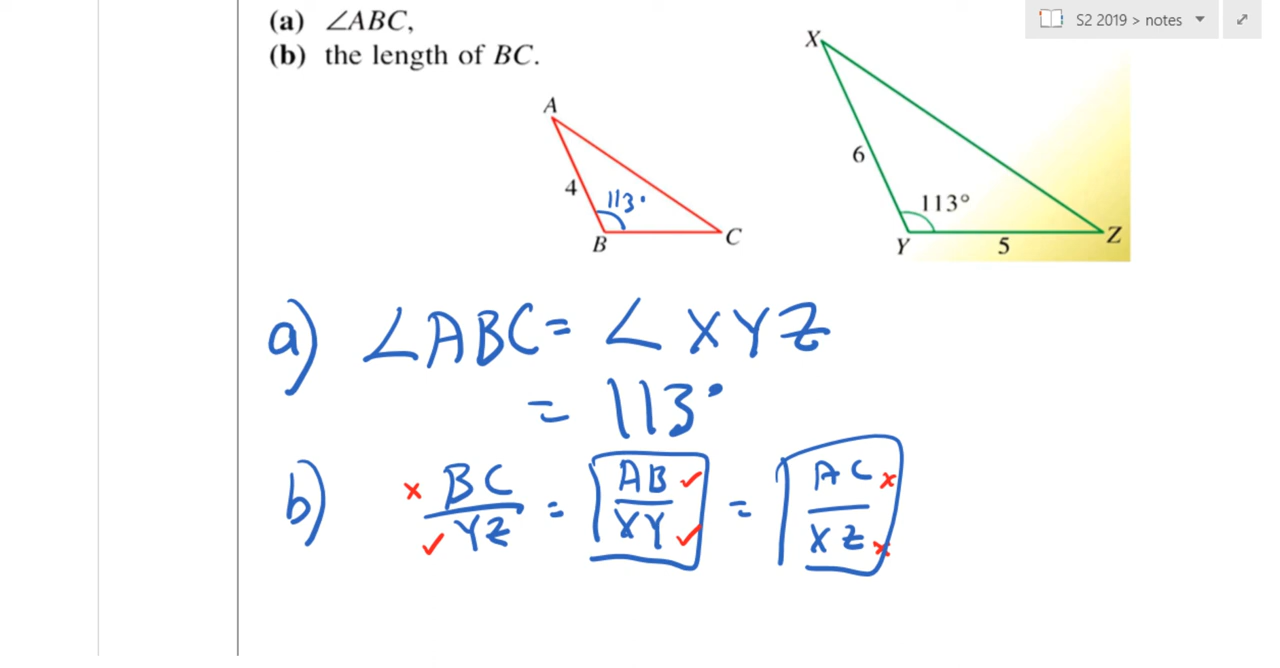 (a) ∠ABC,
S2 2019 > notes
(b) the length of BC.
X
A
6
4
113°
113°
B
C
Y
5
Z
a) ∠ABC = ∠XYZ
= 113°
b) × BC/YZ ✓ = AB ✓/XY ✓ = AC ×/XZ ×